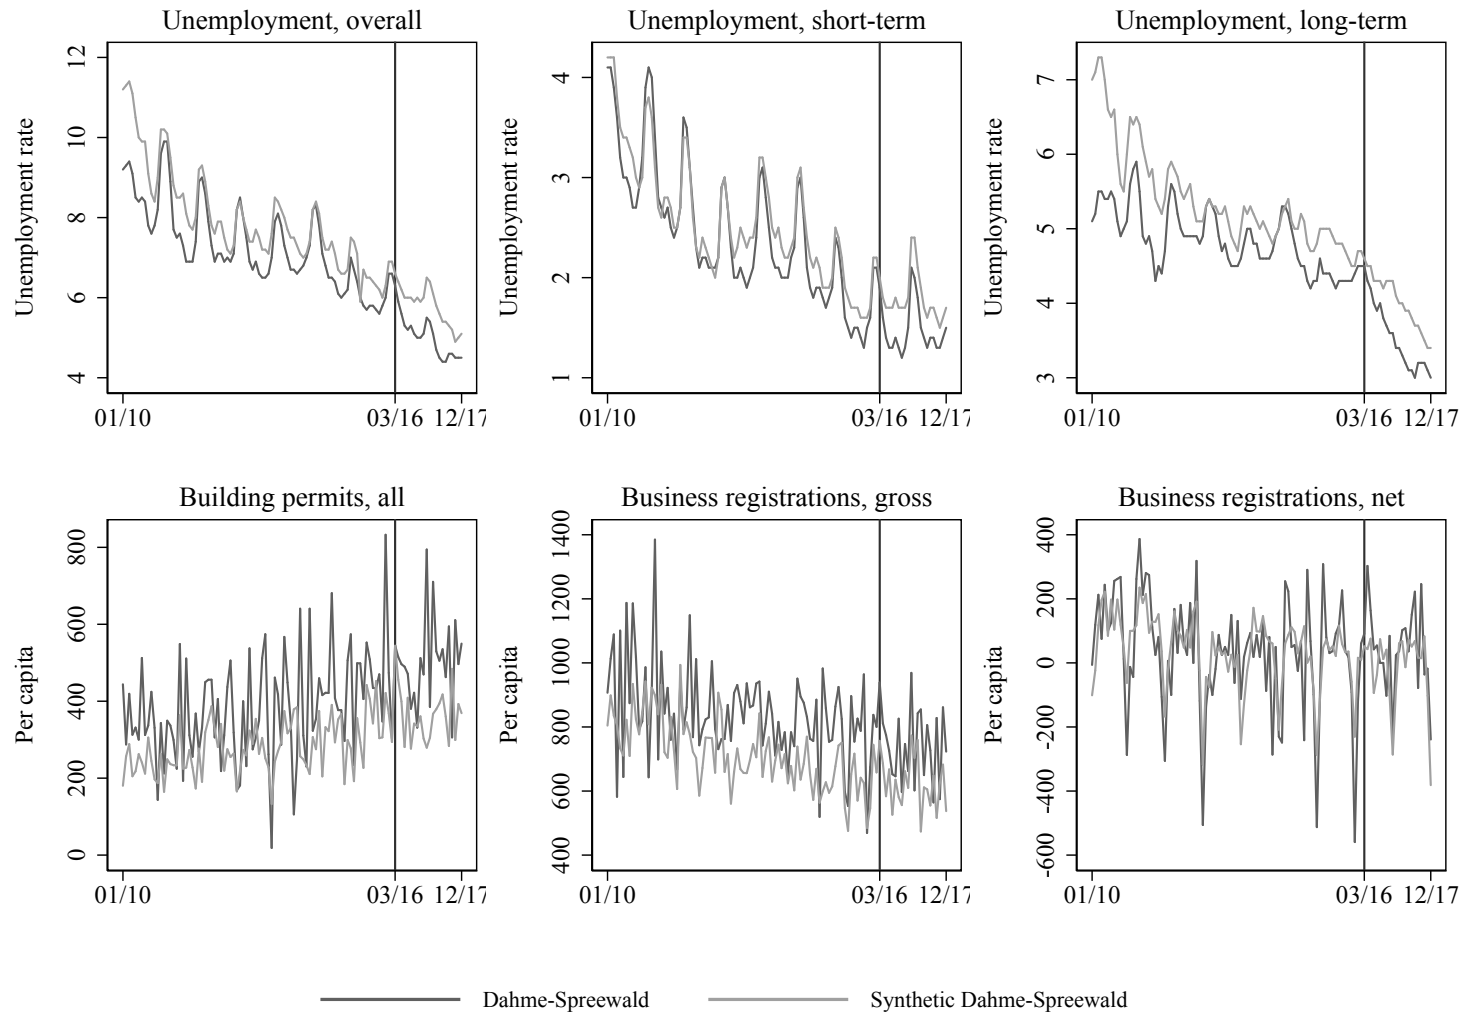 Unemployment, overall
Unemployment rate
4 6 8 10 12
01/10 03/16 12/17
Unemployment, short-term
Unemployment rate
1 2 3 4
01/10 03/16 12/17
Unemployment, long-term
Unemployment rate
3 4 5 6 7
01/10 03/16 12/17
Building permits, all
Per capita
0 200 400 600 800
01/10 03/16 12/17
Business registrations, gross
Per capita
400 600 800 1000 1200 1400
01/10 03/16 12/17
Business registrations, net
Per capita
-600 -400 -200 0 200 400
01/10 03/16 12/17
Dahme-Spreewald
Synthetic Dahme-Spreewald